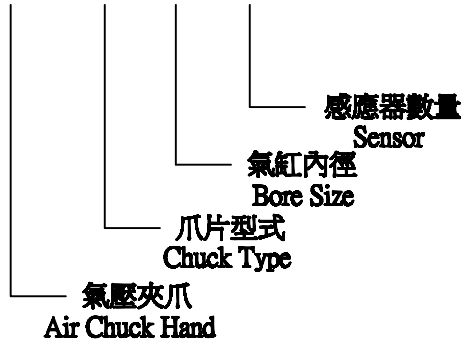 感應器數量
Sensor
氣缸內徑
Bore Size
爪片型式
Chuck Type
氣壓夾爪
Air Chuck Hand